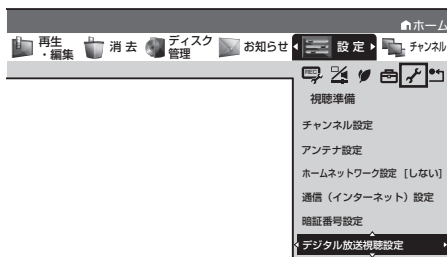 ホーム
再生・編集
消去
ディスク管理
お知らせ
設定
チャンネル
視聴準備
チャンネル設定
アンテナ設定
ホームネットワーク設定 [しない]
通信（インターネット）設定
暗証番号設定
デジタル放送視聴設定